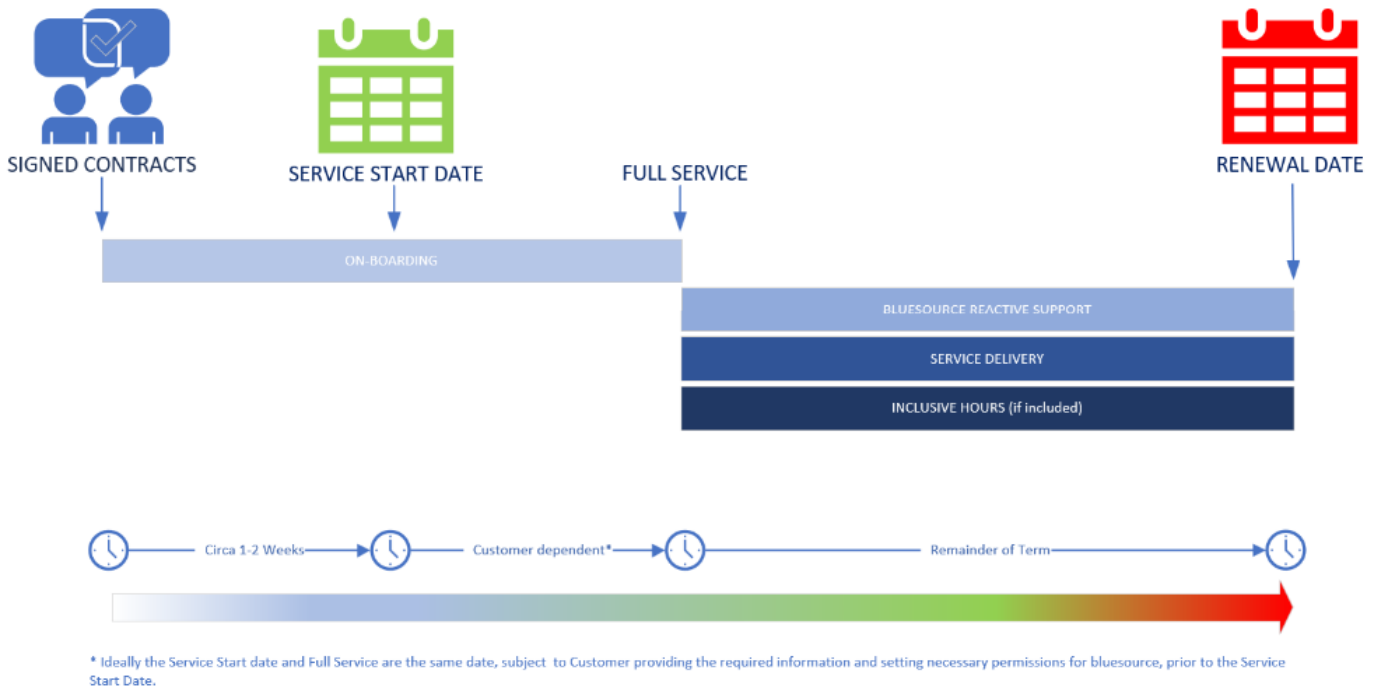 SIGNED CONTRACTS
SERVICE START DATE
FULL SERVICE
RENEWAL DATE
ON-BOARDING
BLUESOURCE REACTIVE SUPPORT
SERVICE DELIVERY
INCLUSIVE HOURS (if included)
Circa 1-2 Weeks
Customer dependent*
Remainder of Term
* Ideally the Service Start date and Full Service are the same date, subject to Customer providing the required information and setting necessary permissions for bluesource, prior to the Service
Start Date.